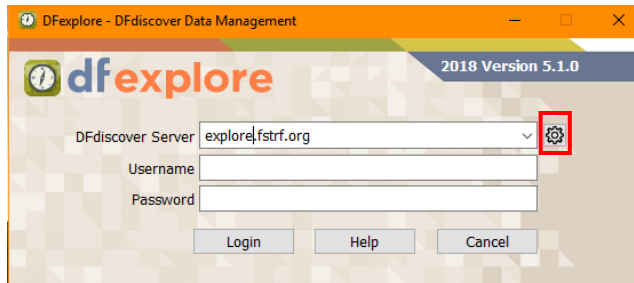 DFexplore - DFdiscover Data Management
dfexplore
2018 Version 5.1.0
DFdiscover Server explore.fstrf.org
Username
Password
Login Help Cancel